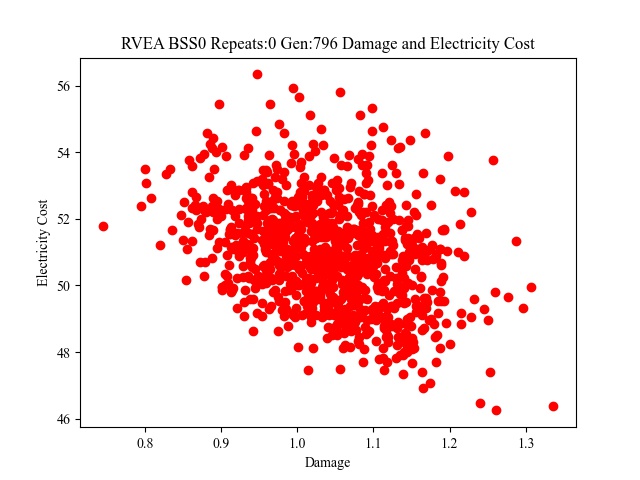 RVEA BSS0 Repeats:0 Gen:796 Damage and Electricity Cost
56
54
52
50
48
46
Electricity Cost
0.8 0.9 1.0 1.1 1.2 1.3
Damage